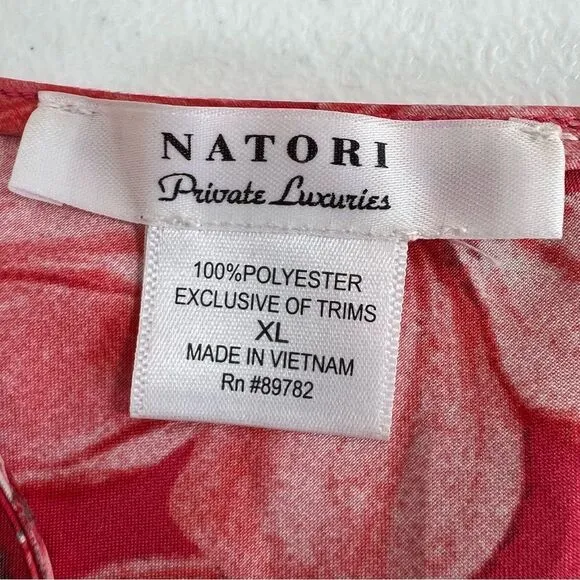 NATORI
Private Luxuries
100%POLYESTER
EXCLUSIVE OF TRIMS
XL
MADE IN VIETNAM
Rn #89782